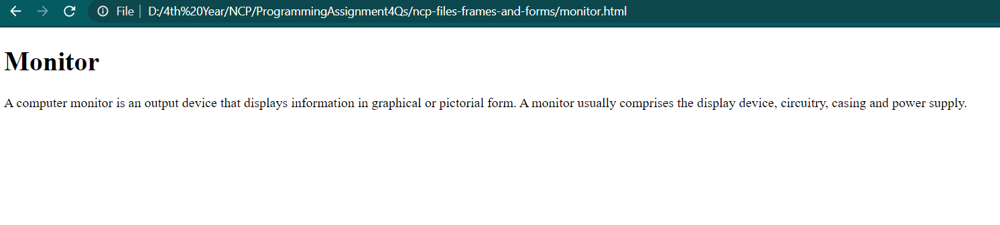 File D:/4th%20Year/NCP/ProgrammingAssignment4Qs/ncp-files-frames-and-forms/monitor.html
Monitor
A computer monitor is an output device that displays information in graphical or pictorial form. A monitor usually comprises the display device, circuitry, casing and power supply.